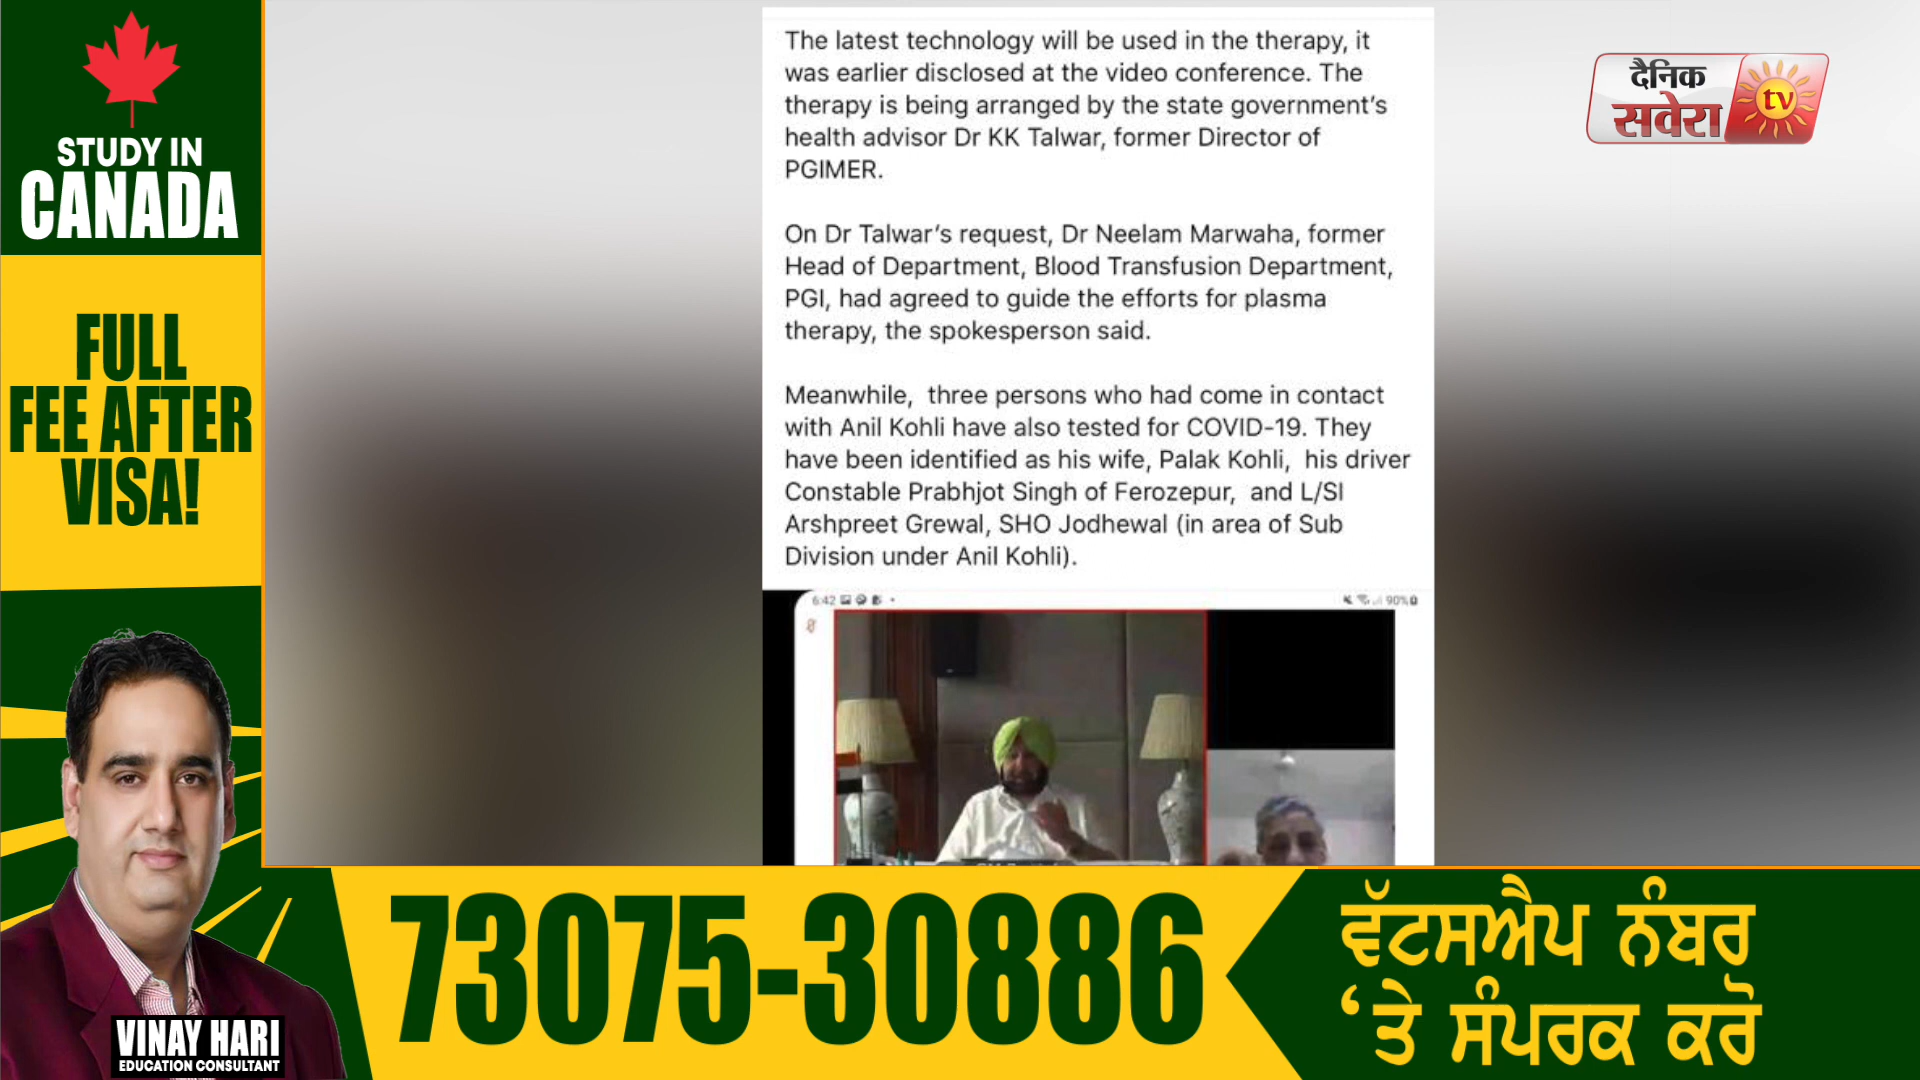 STUDY IN
CANADA
FULL
FEE AFTER
VISA!
VINAY HARI
EDUCATION CONSULTANT
The latest technology will be used in the therapy, it
was earlier disclosed at the video conference. The
therapy is being arranged by the state government’s
health advisor Dr KK Talwar, former Director of
PGIMER.
On Dr Talwar’s request, Dr Neelam Marwaha, former
Head of Department, Blood Transfusion Department,
PGI, had agreed to guide the efforts for plasma
therapy, the spokesperson said.
Meanwhile,  three persons who had come in contact
with Anil Kohli have also tested for COVID-19. They
have been identified as his wife, Palak Kohli,  his driver
Constable Prabhjot Singh of Ferozepur,  and L/SI
Arshpreet Grewal, SHO Jodhewal (in area of Sub
Division under Anil Kohli).
6:42
90%
दैनिक
सवेरा tv
73075-30886
ਵੱਟਸਐਪ ਨੰਬਰ
‘ਤੇ ਸੰਪਰਕ ਕਰੋ